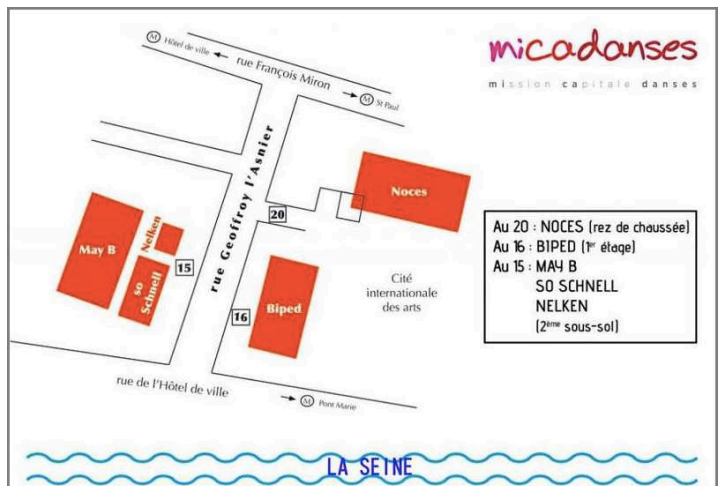 micadanses
mission capitale danses
M Hôtel de ville
rue François Miron
M St Paul
rue Geoffroy l'Asnier
Noces
20
Nelken
May B
15
so Schnell
Cité
internationale
des arts
16
Biped
Au 20 : NOCES (rez de chaussée)
Au 16 : BIPED (1er étage)
Au 15 : MAY B
SO SCHNELL
NELKEN
(2ème sous-sol)
rue de l'Hôtel de ville
M Pont Marie
LA SEINE